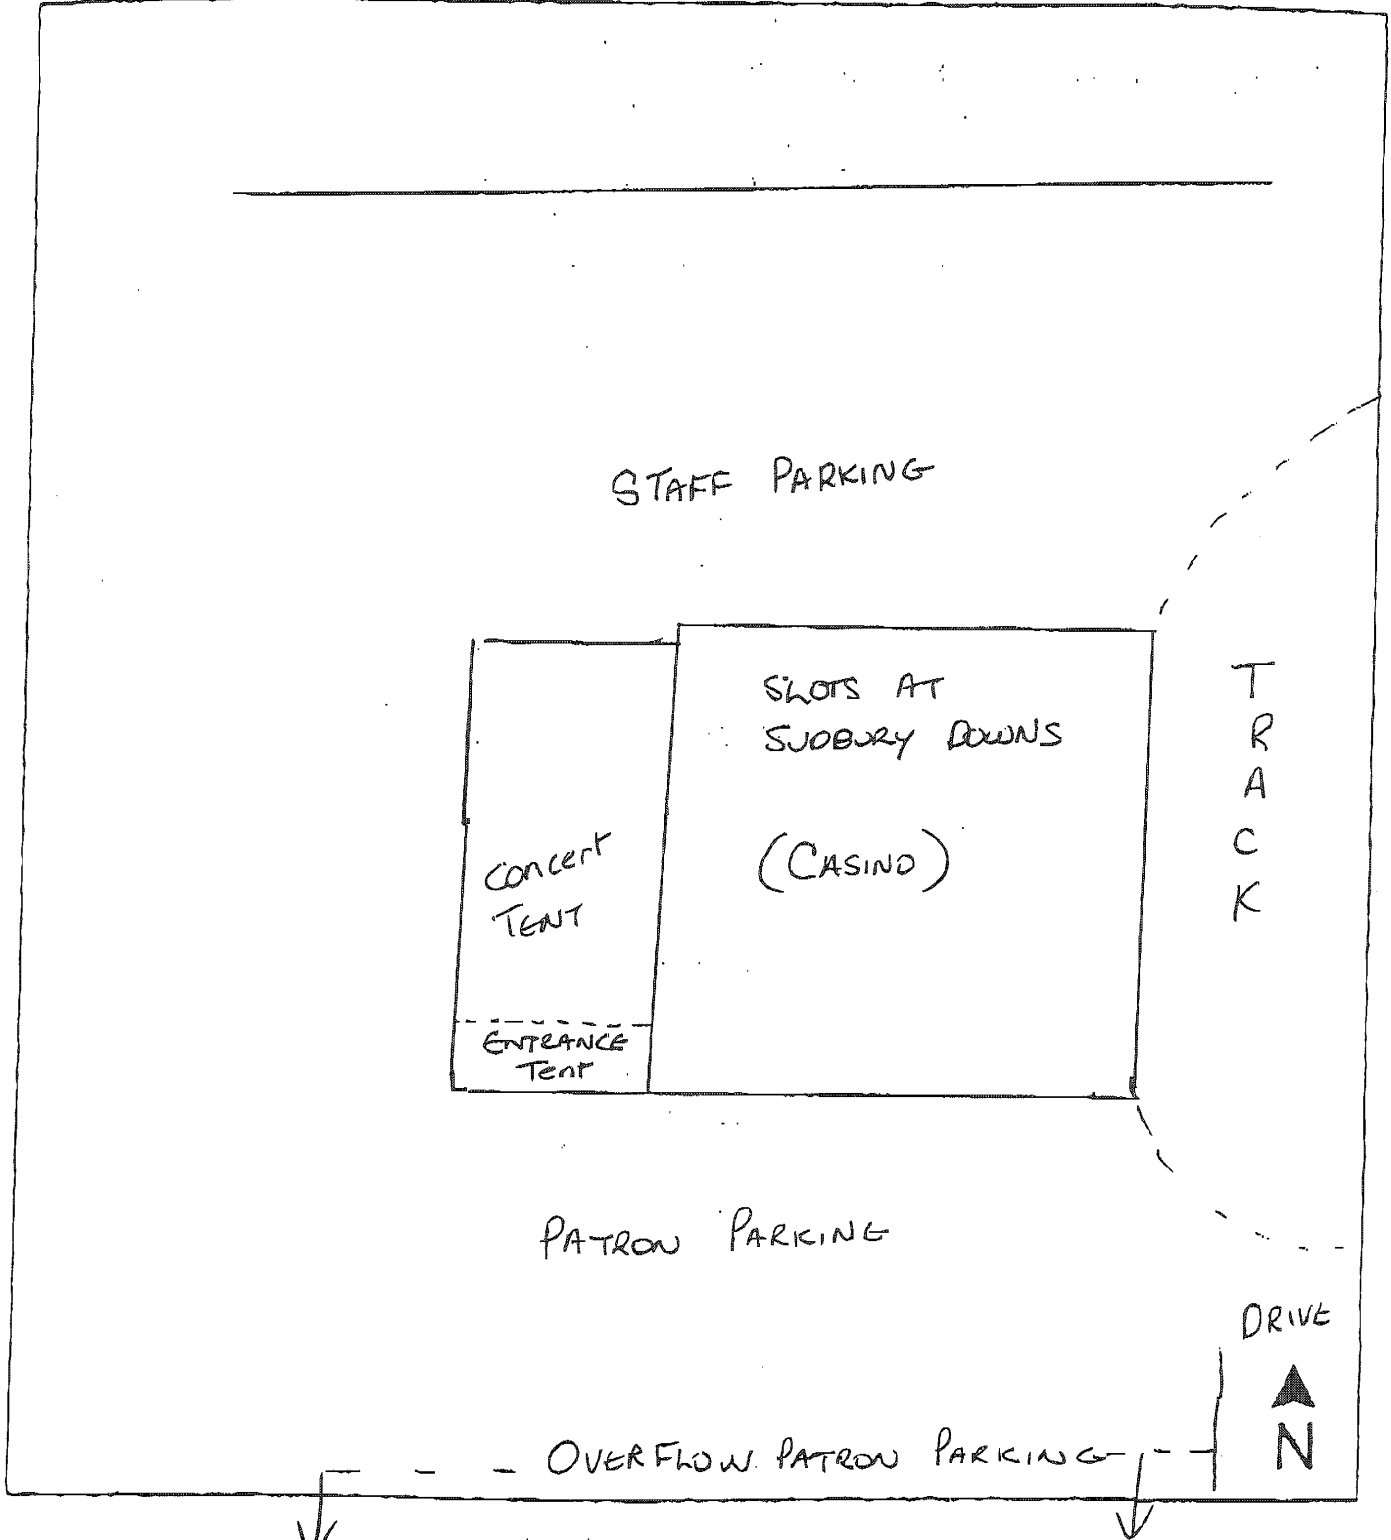 STAFF PARKING
SLOTS AT
SUDBURY DOWNS
(CASINO)
TRACK
Concert
TENT
ENTRANCE
Tent
PATRON PARKING
DRIVE
N
OVERFLOW PATRON PARKING